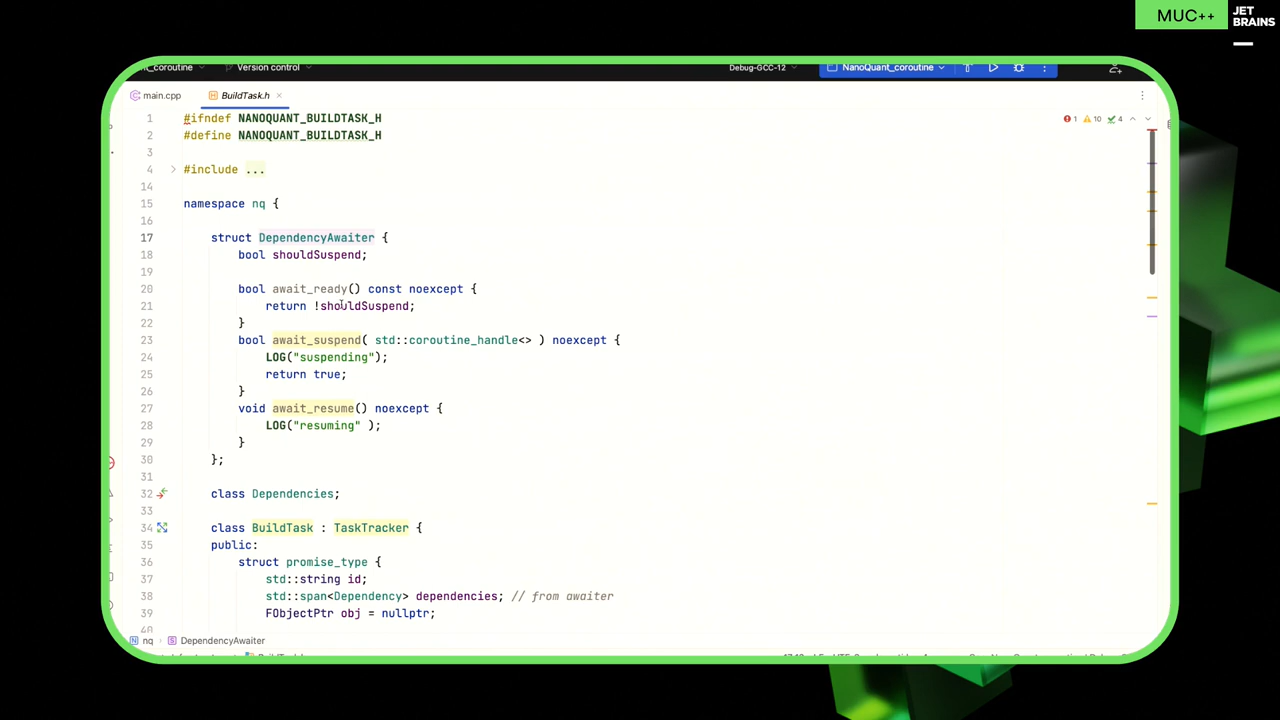 MUC++
JET
BRAINS
Version control
Debug-GCC-12
NanoQuant_coroutine
main.cpp
BuildTask.h
1 #ifndef NANOQUANT_BUILDTASK_H
1 10 4
2 #define NANOQUANT_BUILDTASK_H
3
4 #include ...
14
15 namespace nq {
16
17 struct DependencyAwaiter {
18 bool shouldSuspend;
19
20 bool await_ready() const noexcept {
21 return !shouldSuspend;
22 }
23 bool await_suspend( std::coroutine_handle<> ) noexcept {
24 LOG("suspending");
25 return true;
26 }
27 void await_resume() noexcept {
28 LOG("resuming" );
29 }
30 };
31
32 class Dependencies;
33
34 class BuildTask : TaskTracker {
35 public:
36 struct promise_type {
37 std::string id;
38 std::span<Dependency> dependencies; // from awaiter
39 FObjectPtr obj = nullptr;
40
nq DependencyAwaiter